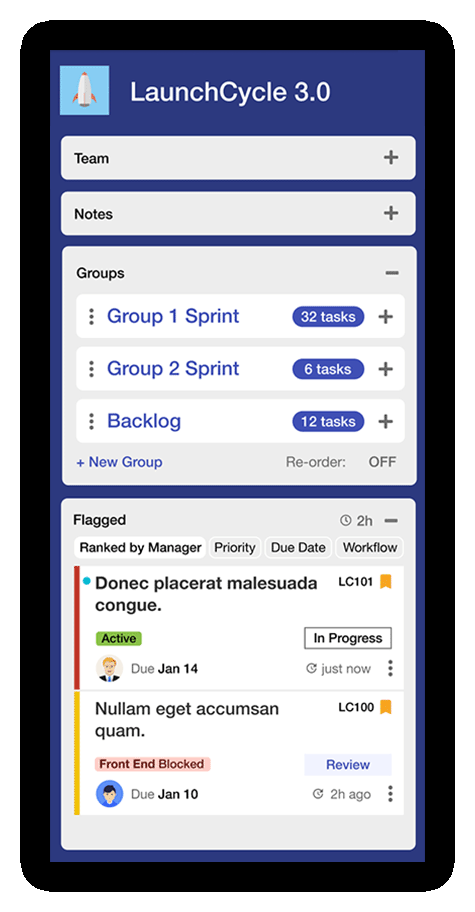 LaunchCycle 3.0
Team
Notes
Groups
Group 1 Sprint 32 tasks
Group 2 Sprint 6 tasks
Backlog 12 tasks
+ New Group Re-order: OFF
Flagged 2h
Ranked by Manager Priority Due Date Workflow
Donec placerat malesuada LC101
congue.
Active In Progress
Due Jan 14 just now
Nullam eget accumsan LC100
quam.
Front End Blocked Review
Due Jan 10 2h ago